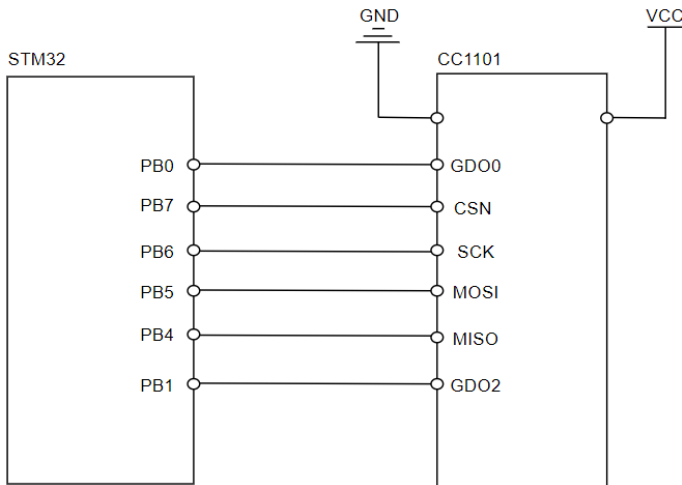 GND
VCC
STM32
CC1101
PB0
GDO0
PB7
CSN
PB6
SCK
PB5
MOSI
PB4
MISO
PB1
GDO2